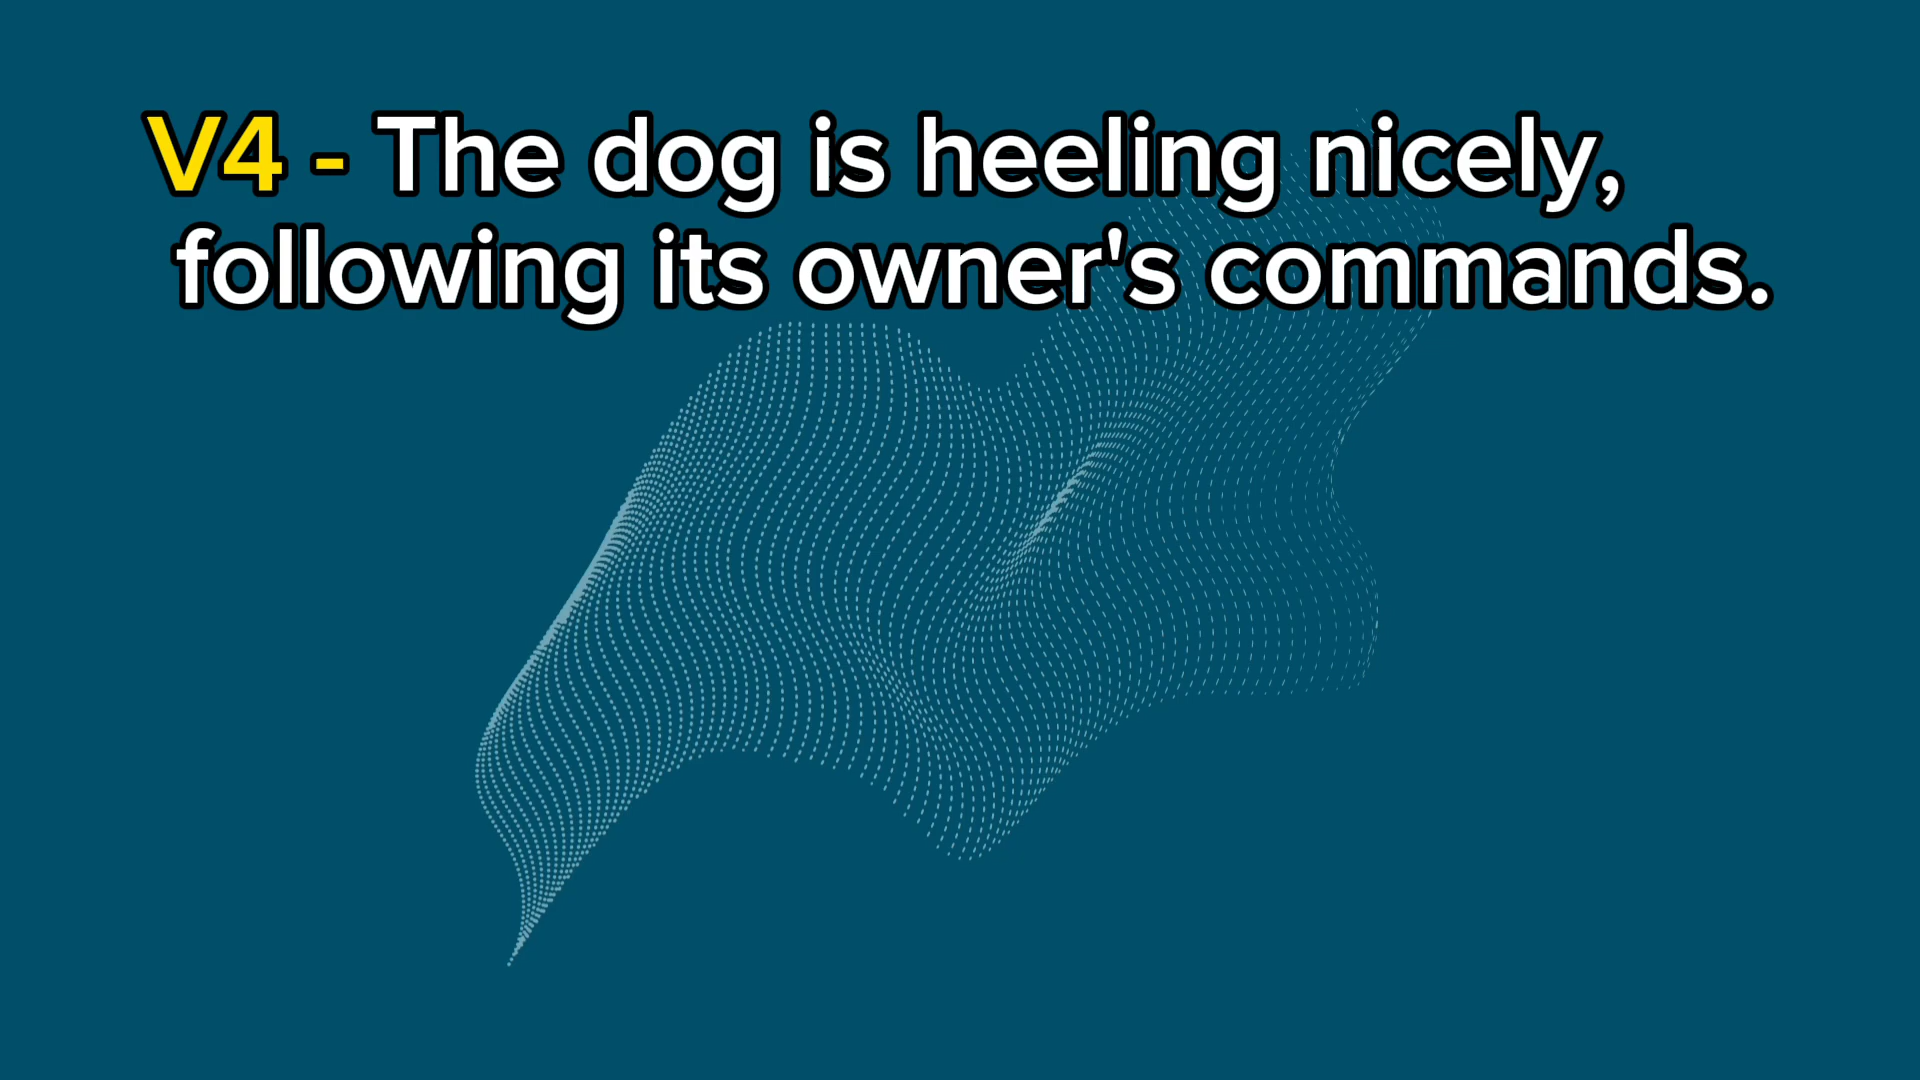 V4 - The dog is heeling nicely,
following its owner's commands.